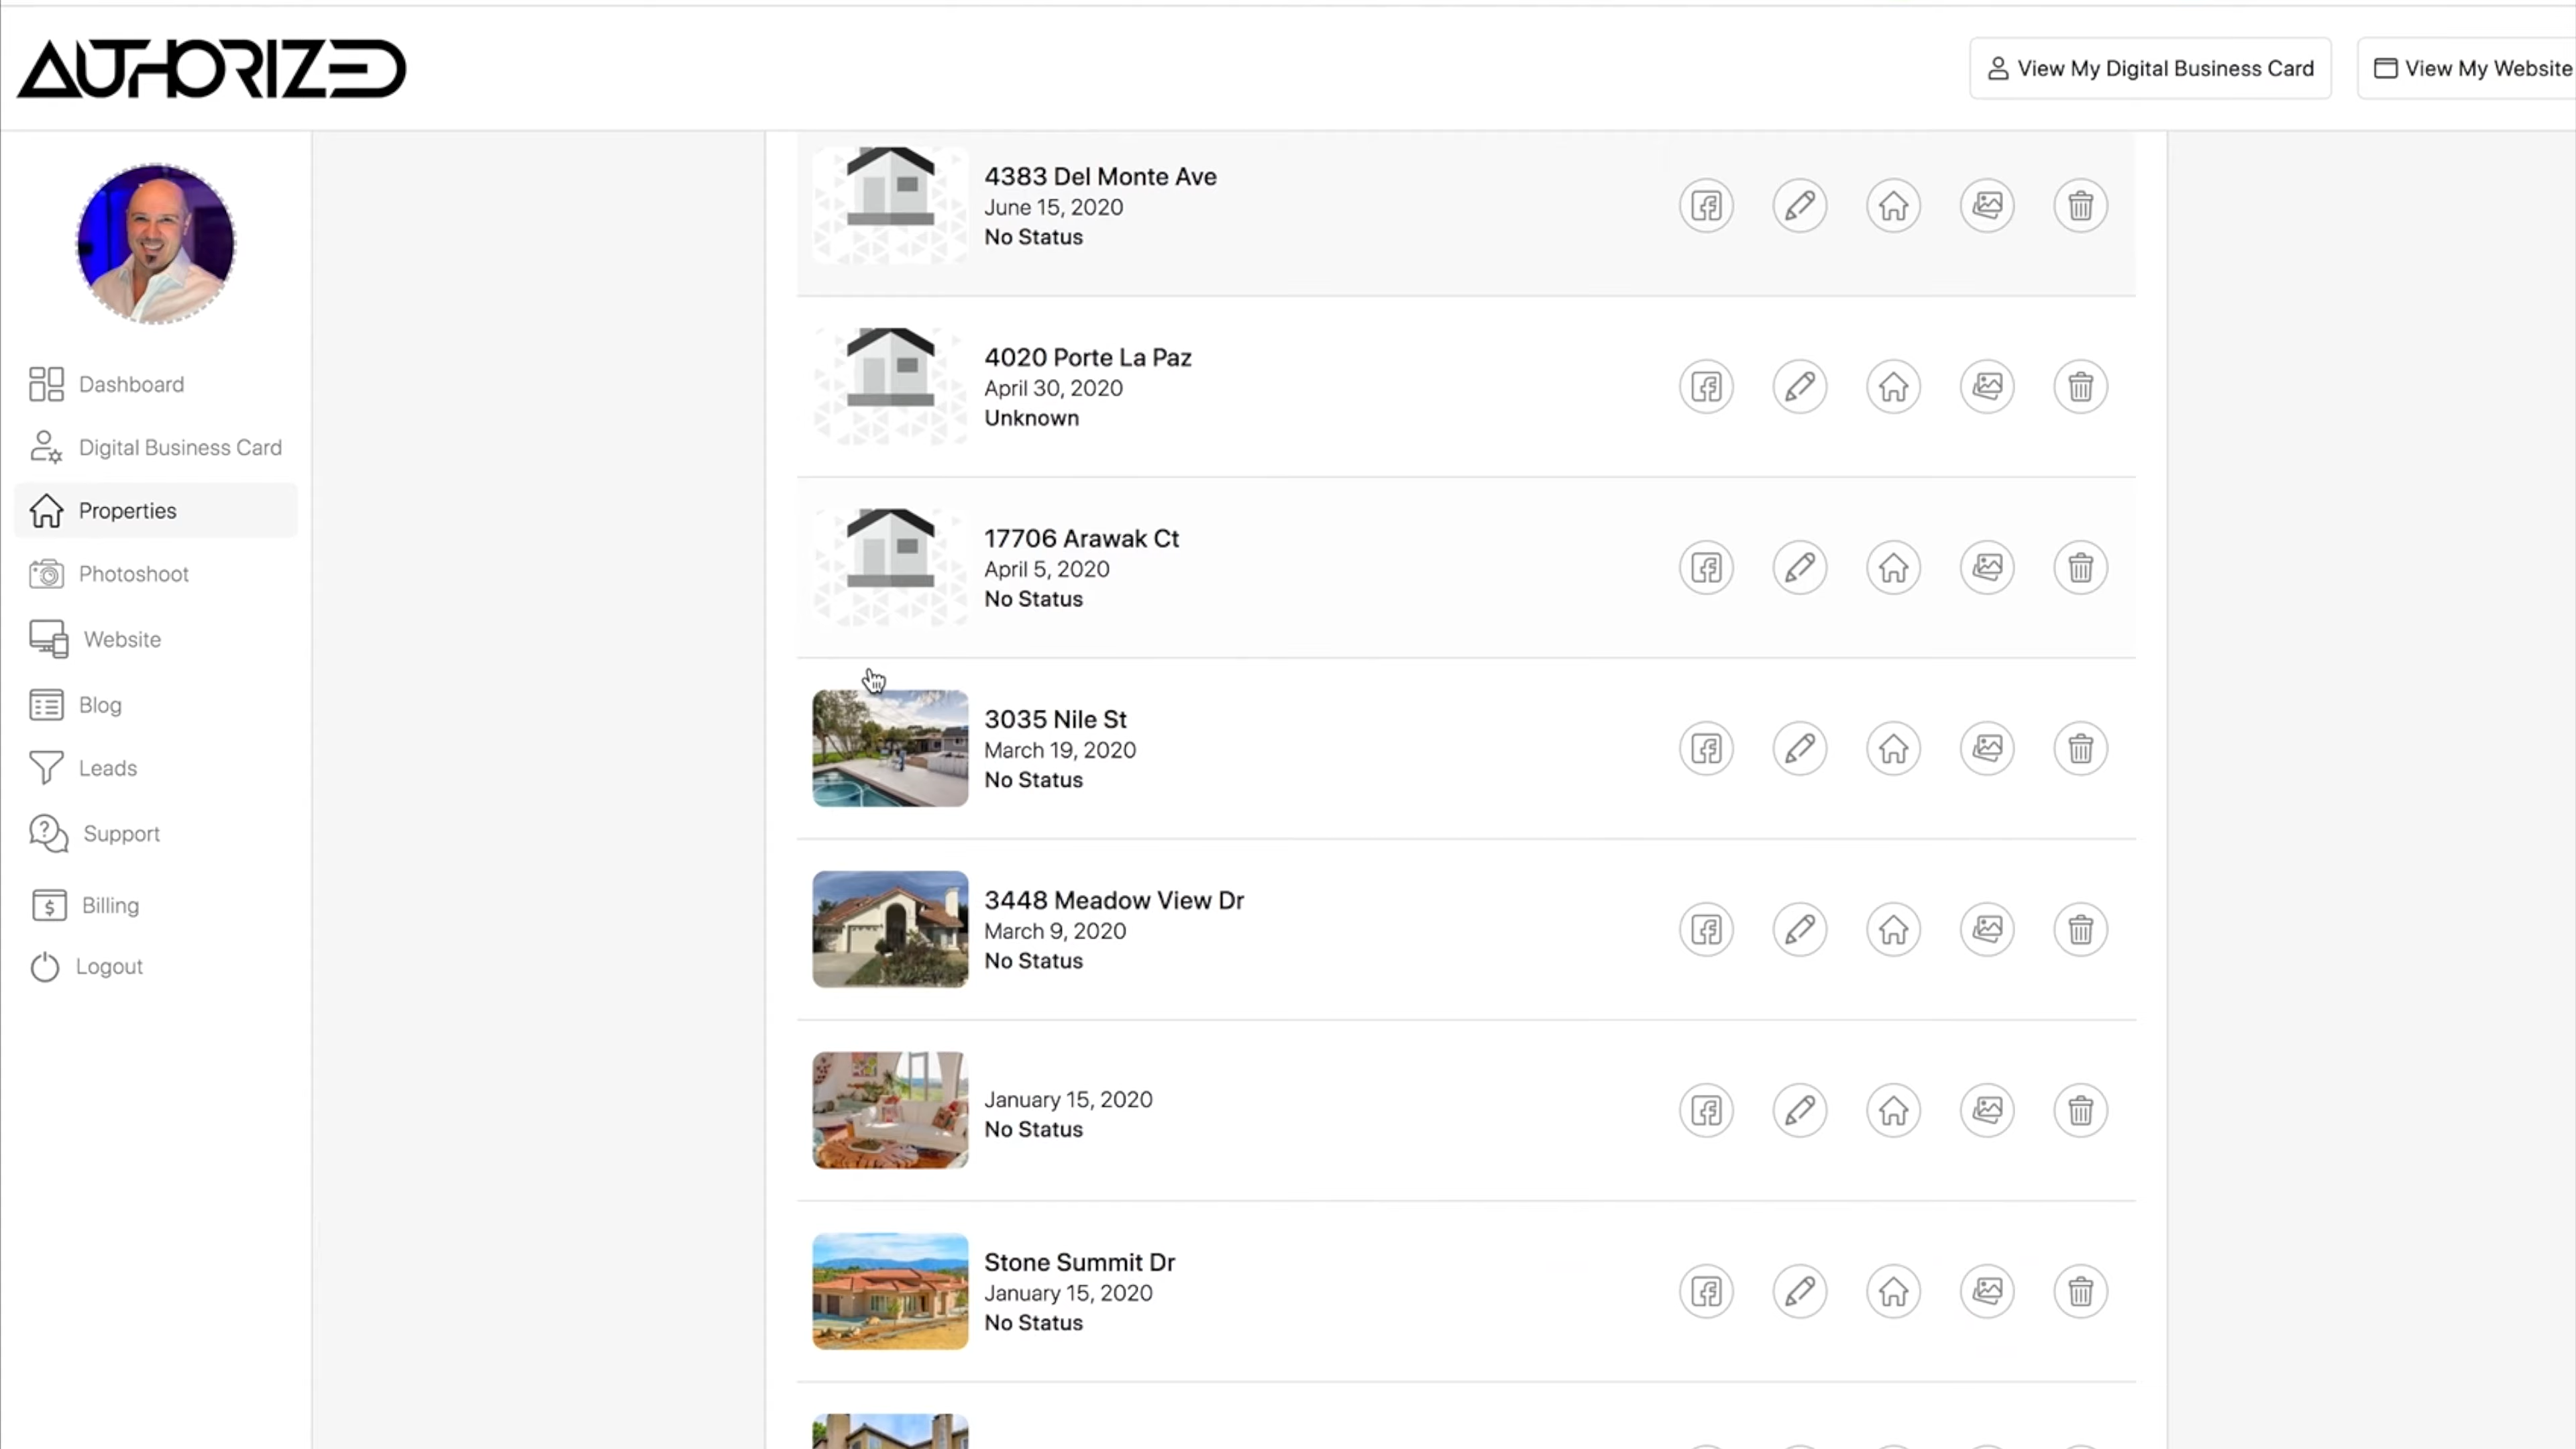 AUTHORIZED
View My Digital Business Card
View My Website
Dashboard
Digital Business Card
Properties
Photoshoot
Website
Blog
Leads
Support
Billing
Logout
4383 Del Monte Ave
June 15, 2020
No Status
4020 Porte La Paz
April 30, 2020
Unknown
17706 Arawak Ct
April 5, 2020
No Status
3035 Nile St
March 19, 2020
No Status
3448 Meadow View Dr
March 9, 2020
No Status
January 15, 2020
No Status
Stone Summit Dr
January 15, 2020
No Status